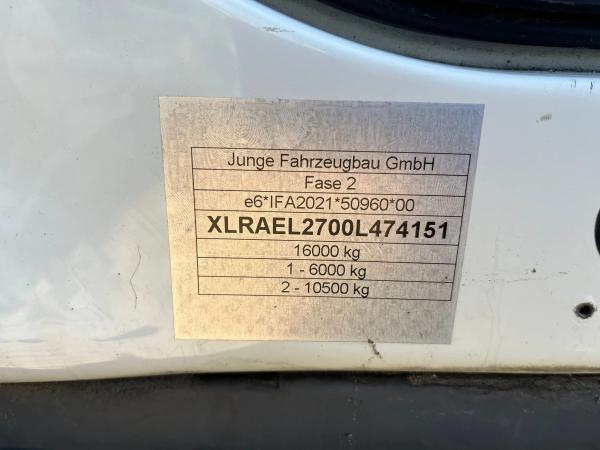 Junge Fahrzeugbau GmbH
Fase 2
e6*IFA2021*50960*00
XLRAEL2700L474151
16000 kg
1 - 6000 kg
2 - 10500 kg